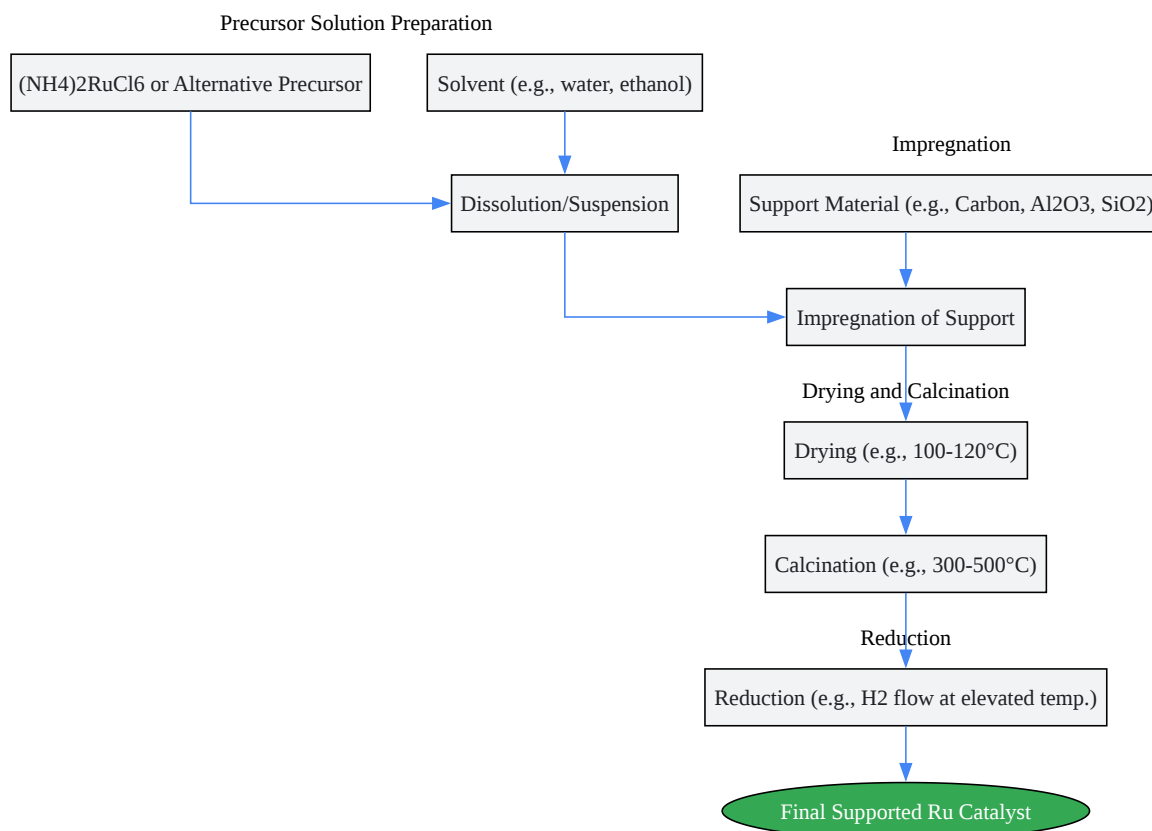 Precursor Solution Preparation
(NH4)2RuCl6 or Alternative Precursor
Solvent (e.g., water, ethanol)
Dissolution/Suspension
Impregnation
Support Material (e.g., Carbon, Al2O3, SiO2)
Impregnation of Support
Drying and Calcination
Drying (e.g., 100-120°C)
Calcination (e.g., 300-500°C)
Reduction
Reduction (e.g., H2 flow at elevated temp.)
Final Supported Ru Catalyst